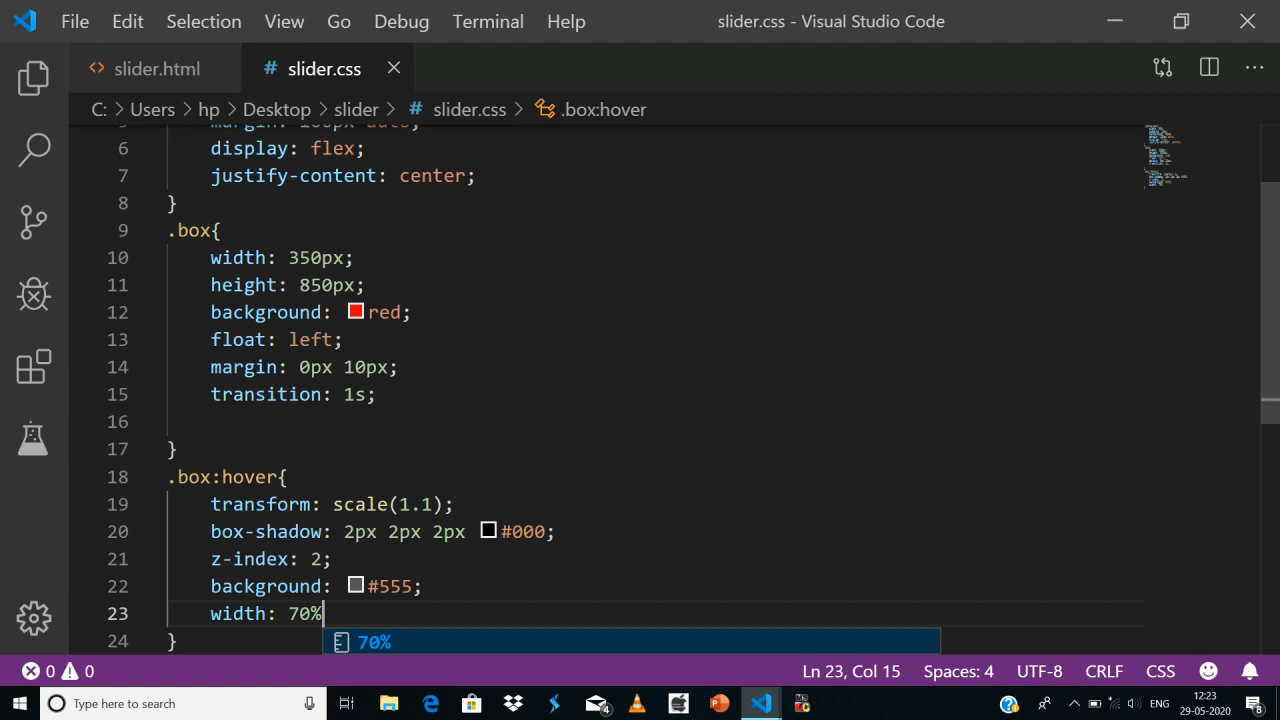 File Edit Selection View Go Debug Terminal Help slider.css - Visual Studio Code
slider.html slider.css
C: > Users > hp > Desktop > slider > # slider.css > .box:hover
margin: 100px auto;
6 display: flex;
7 justify-content: center;
8 }
9 .box{
10 width: 350px;
11 height: 850px;
12 background: red;
13 float: left;
14 margin: 0px 10px;
15 transition: 1s;
16
17 }
18 .box:hover{
19 transform: scale(1.1);
20 box-shadow: 2px 2px 2px #000;
21 z-index: 2;
22 background: #555;
23 width: 70%
70%
24 }
0 0 Ln 23, Col 15 Spaces: 4 UTF-8 CRLF CSS
Type here to search 4 ENG 12:23 29-05-2020 8